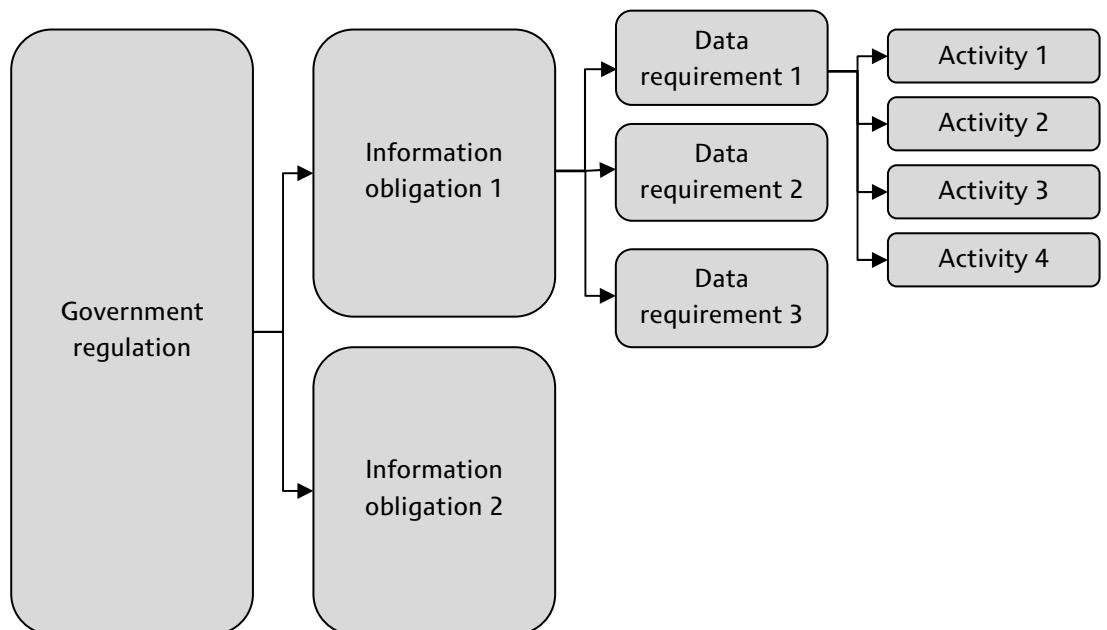 Government
regulation
Information
obligation 1
Information
obligation 2
Data
requirement 1
Data
requirement 2
Data
requirement 3
Activity 1
Activity 2
Activity 3
Activity 4